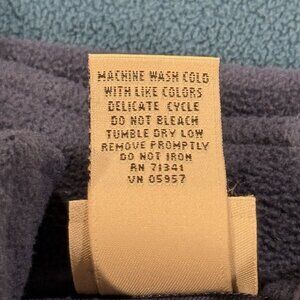 MACHINE WASH COLD
WITH LIKE COLORS
DELICATE CYCLE
DO NOT BLEACH
TUMBLE DRY LOW
REMOVE PROMPTLY
DO NOT IRON
RN 71341
VN 05957